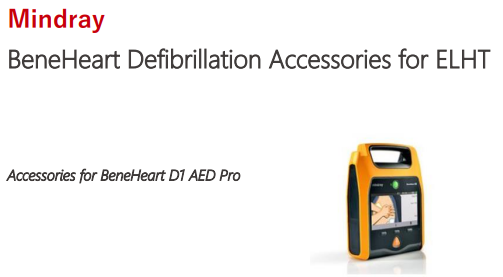 Mindray
BeneHeart Defibrillation Accessories for ELHT
Accessories for BeneHeart D1 AED Pro